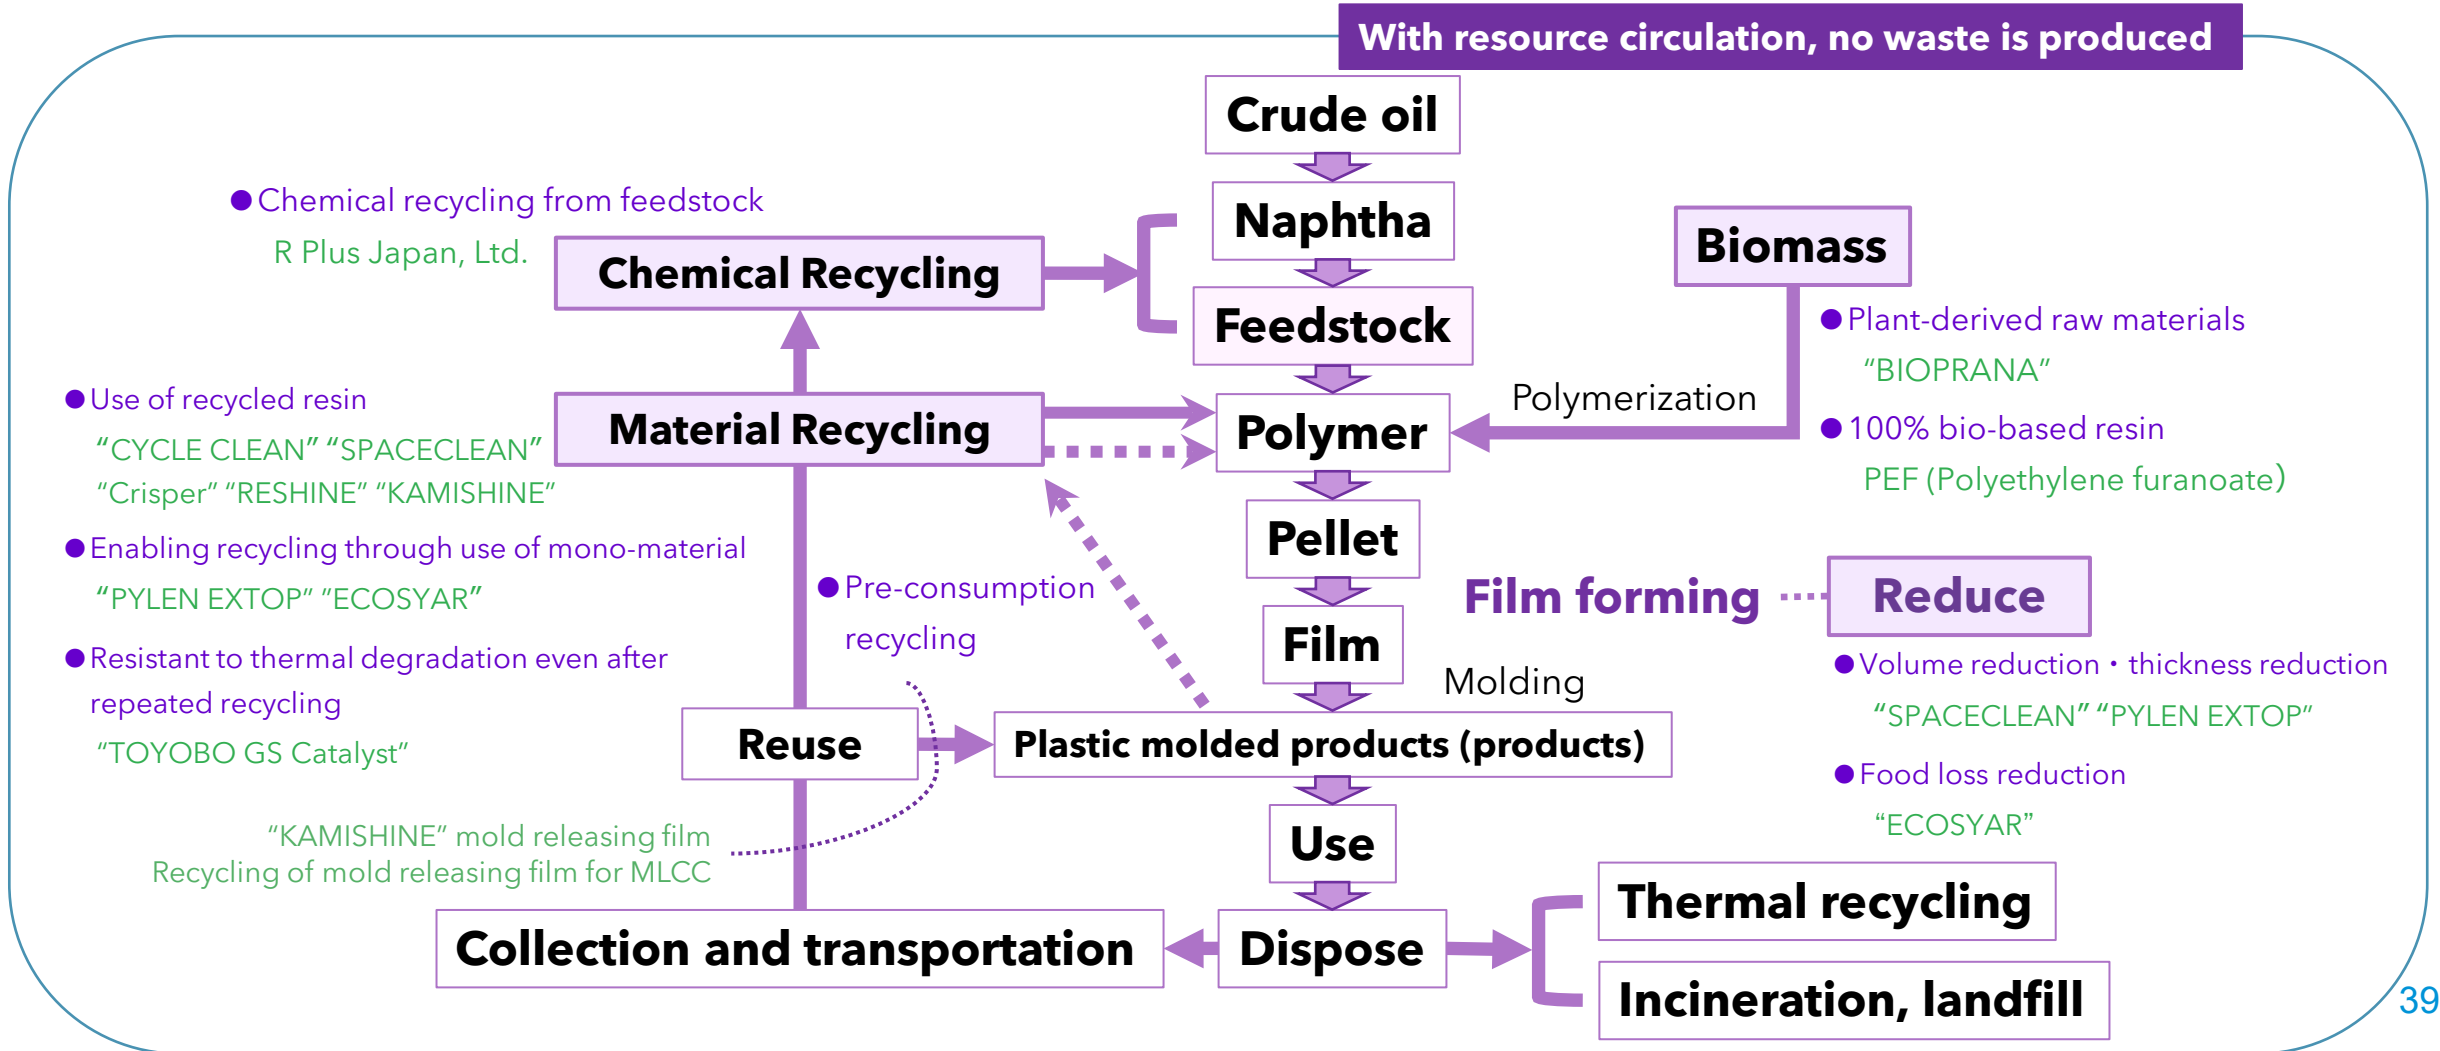 With resource circulation, no waste is produced
Crude oil
● Chemical recycling from feedstock
R Plus Japan, Ltd.
Chemical Recycling
Naphtha
Feedstock
Biomass
● Plant-derived raw materials
“BIOPRANA”
● 100% bio-based resin
PEF (Polyethylene furanoate)
Polymerization
● Use of recycled resin
“CYCLE CLEAN” “SPACECLEAN”
“Crisper” “RESHINE” “KAMISHINE”
Material Recycling
Polymer
● Enabling recycling through use of mono-material
“PYLEN EXTOP” “ECOSYAR”
● Resistant to thermal degradation even after
repeated recycling
“TOYOBO GS Catalyst”
● Pre-consumption
recycling
Pellet
Film
Film forming
Reduce
● Volume reduction・thickness reduction
“SPACECLEAN” “PYLEN EXTOP”
● Food loss reduction
“ECOSYAR”
Molding
Reuse
Plastic molded products (products)
“KAMISHINE” mold releasing film
Recycling of mold releasing film for MLCC
Use
Collection and transportation
Dispose
Thermal recycling
Incineration, landfill
39